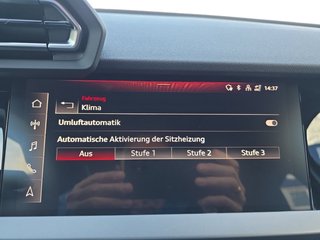 14:37
Fahrzeug
Klima
Umluftautomatik
Automatische Aktivierung der Sitzheizung
Aus Stufe 1 Stufe 2 Stufe 3